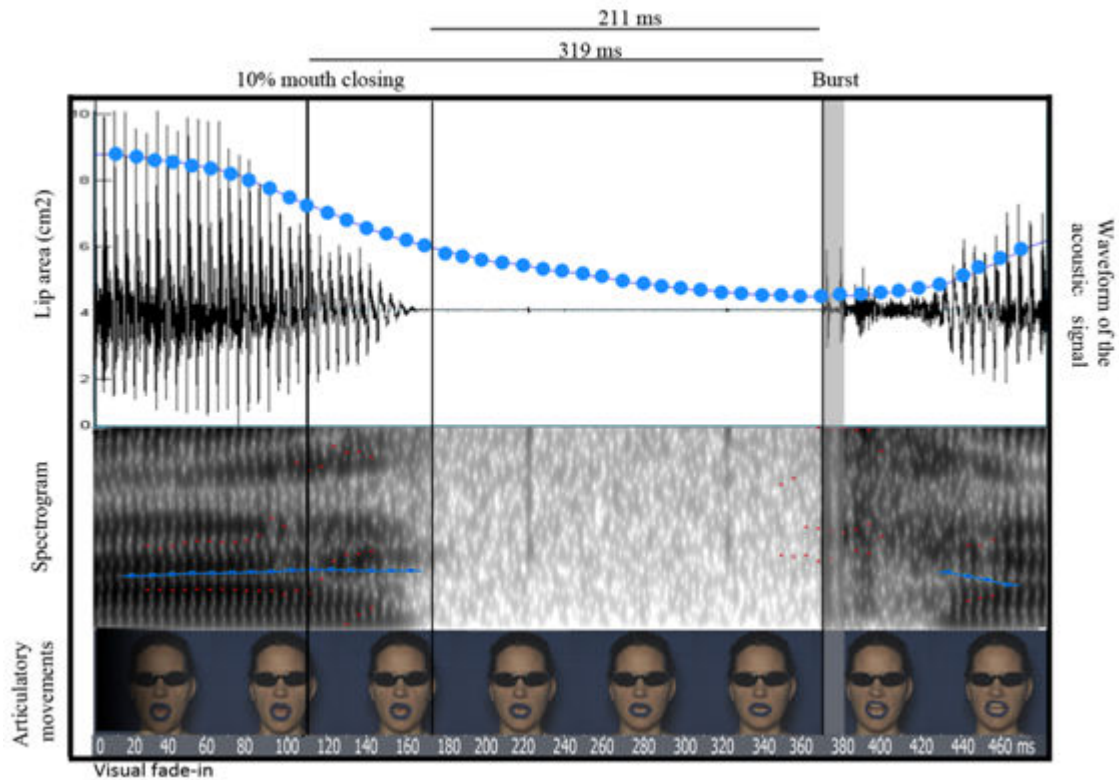 211 ms
319 ms
10% mouth closing
Burst
Lip area (cm2)
10
8
6
4
2
0
Waveform of the
acoustic signal
Spectrogram
Articulatory
movements
0 20 40 60 80 100 120 140 160 180 200 220 240 260 280 300 320 340 360 380 400 420 440 460 ms
Visual fade-in